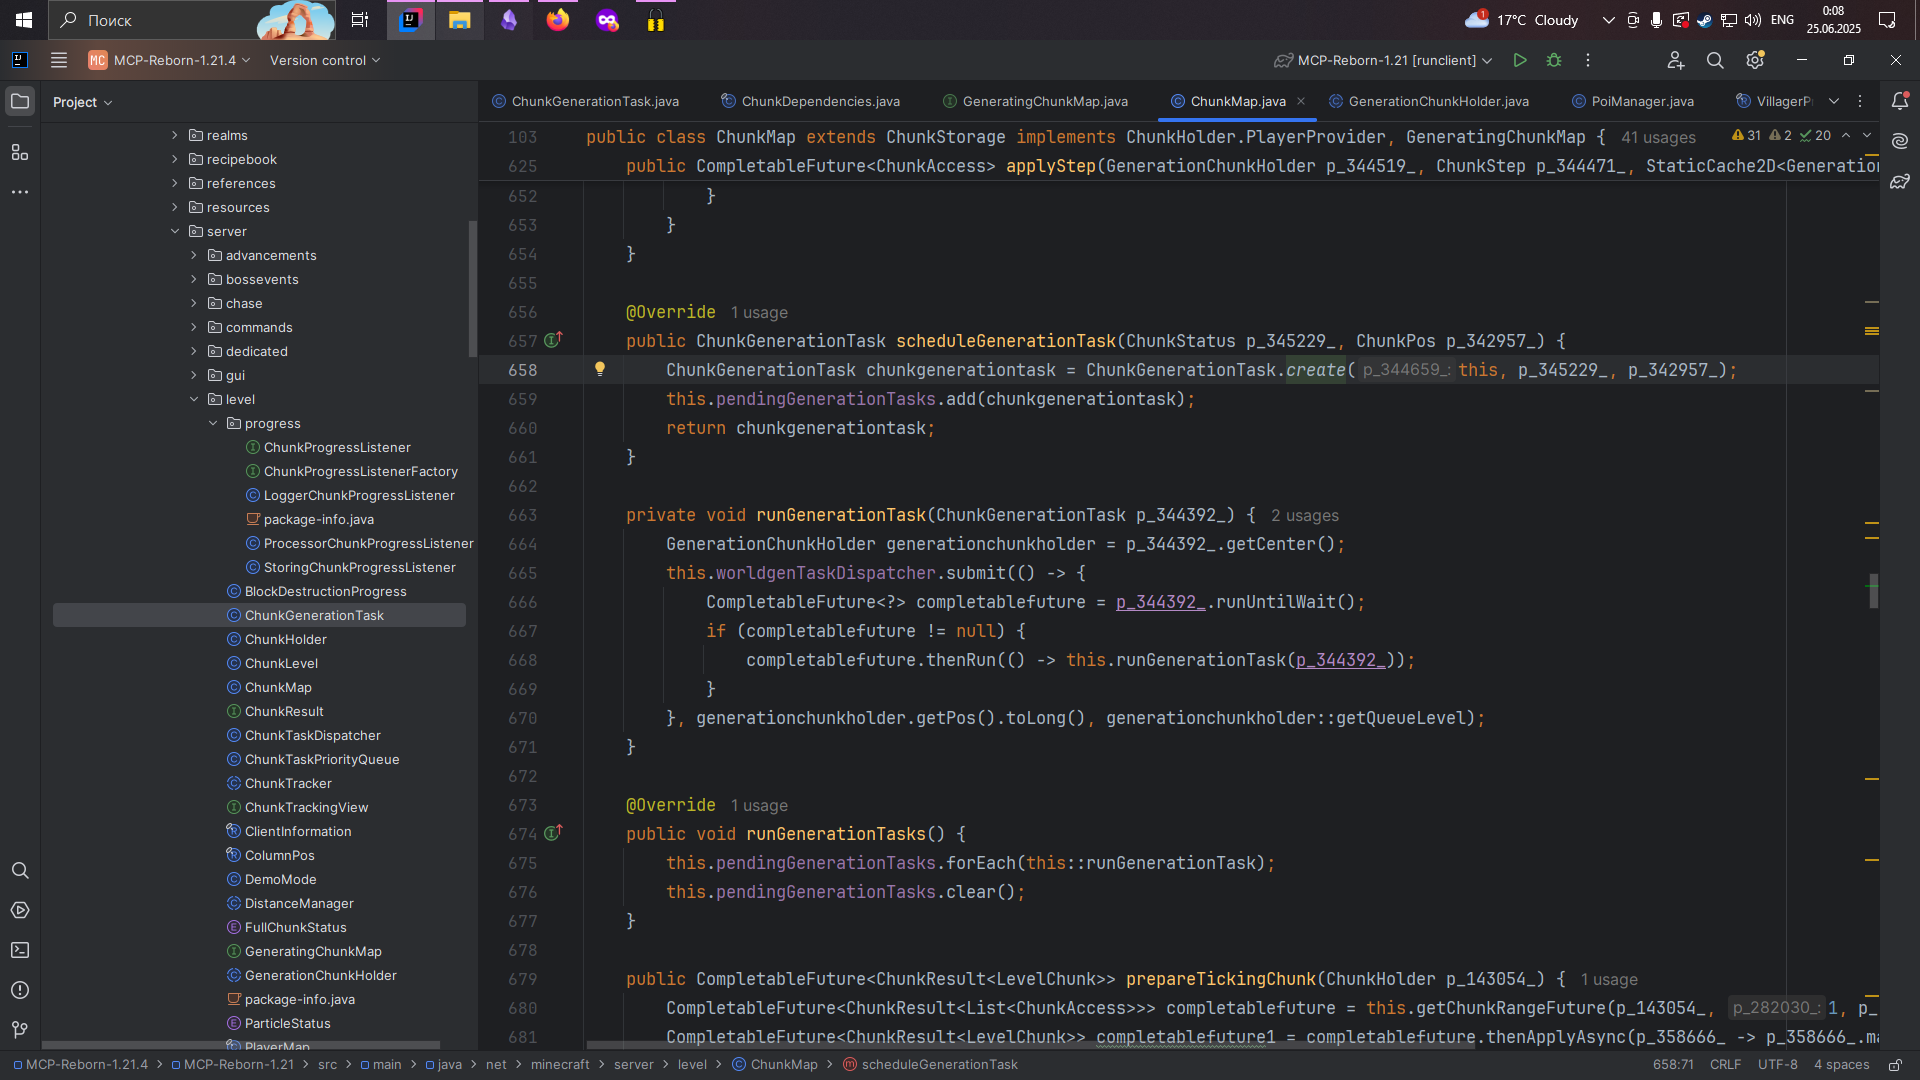 Поиск
1
17°C Cloudy
ENG
0:08
25.06.2025
MC MCP-Reborn-1.21.4
Version control
MCP-Reborn-1.21 [runclient]
Project
ChunkGenerationTask.java
ChunkDependencies.java
GeneratingChunkMap.java
ChunkMap.java
GenerationChunkHolder.java
PoiManager.java
VillagerPr
realms
recipebook
references
resources
server
advancements
bossevents
chase
commands
dedicated
gui
level
progress
ChunkProgressListener
ChunkProgressListenerFactory
LoggerChunkProgressListener
package-info.java
ProcessorChunkProgressListener
StoringChunkProgressListener
BlockDestructionProgress
ChunkGenerationTask
ChunkHolder
ChunkLevel
ChunkMap
ChunkResult
ChunkTaskDispatcher
ChunkTaskPriorityQueue
ChunkTracker
ChunkTrackingView
ClientInformation
ColumnPos
DemoMode
DistanceManager
FullChunkStatus
GeneratingChunkMap
GenerationChunkHolder
package-info.java
ParticleStatus
PlayerMap
103 public class ChunkMap extends ChunkStorage implements ChunkHolder.PlayerProvider, GeneratingChunkMap { 41 usages
31 2 20
625 public CompletableFuture<ChunkAccess> applyStep(GenerationChunkHolder p_344519_, ChunkStep p_344471_, StaticCache2D<Generation
652 }
653 }
654 }
655
656 @Override 1 usage
657 public ChunkGenerationTask scheduleGenerationTask(ChunkStatus p_345229_, ChunkPos p_342957_) {
658 ChunkGenerationTask chunkgenerationtask = ChunkGenerationTask.create( p_344659_: this, p_345229_, p_342957_);
659 this.pendingGenerationTasks.add(chunkgenerationtask);
660 return chunkgenerationtask;
661 }
662
663 private void runGenerationTask(ChunkGenerationTask p_344392_) { 2 usages
664 GenerationChunkHolder generationchunkholder = p_344392_.getCenter();
665 this.worldgenTaskDispatcher.submit(() -> {
666 CompletableFuture<?> completablefuture = p_344392_.runUntilWait();
667 if (completablefuture != null) {
668 completablefuture.thenRun(() -> this.runGenerationTask(p_344392_));
669 }
670 }, generationchunkholder.getPos().toLong(), generationchunkholder::getQueueLevel);
671 }
672
673 @Override 1 usage
674 public void runGenerationTasks() {
675 this.pendingGenerationTasks.forEach(this::runGenerationTask);
676 this.pendingGenerationTasks.clear();
677 }
678
679 public CompletableFuture<ChunkResult<LevelChunk>> prepareTickingChunk(ChunkHolder p_143054_) { 1 usage
680 CompletableFuture<ChunkResult<List<ChunkAccess>>> completablefuture = this.getChunkRangeFuture(p_143054_, p_282030_: 1, p_
681 CompletableFuture<ChunkResult<LevelChunk>> completablefuture1 = completablefuture.thenApplyAsync(p_358666_ -> p_358666_.ma
MCP-Reborn-1.21.4 > MCP-Reborn-1.21 > src > main > java > net > minecraft > server > level > ChunkMap > scheduleGenerationTask
658:71 CRLF UTF-8 4 spaces